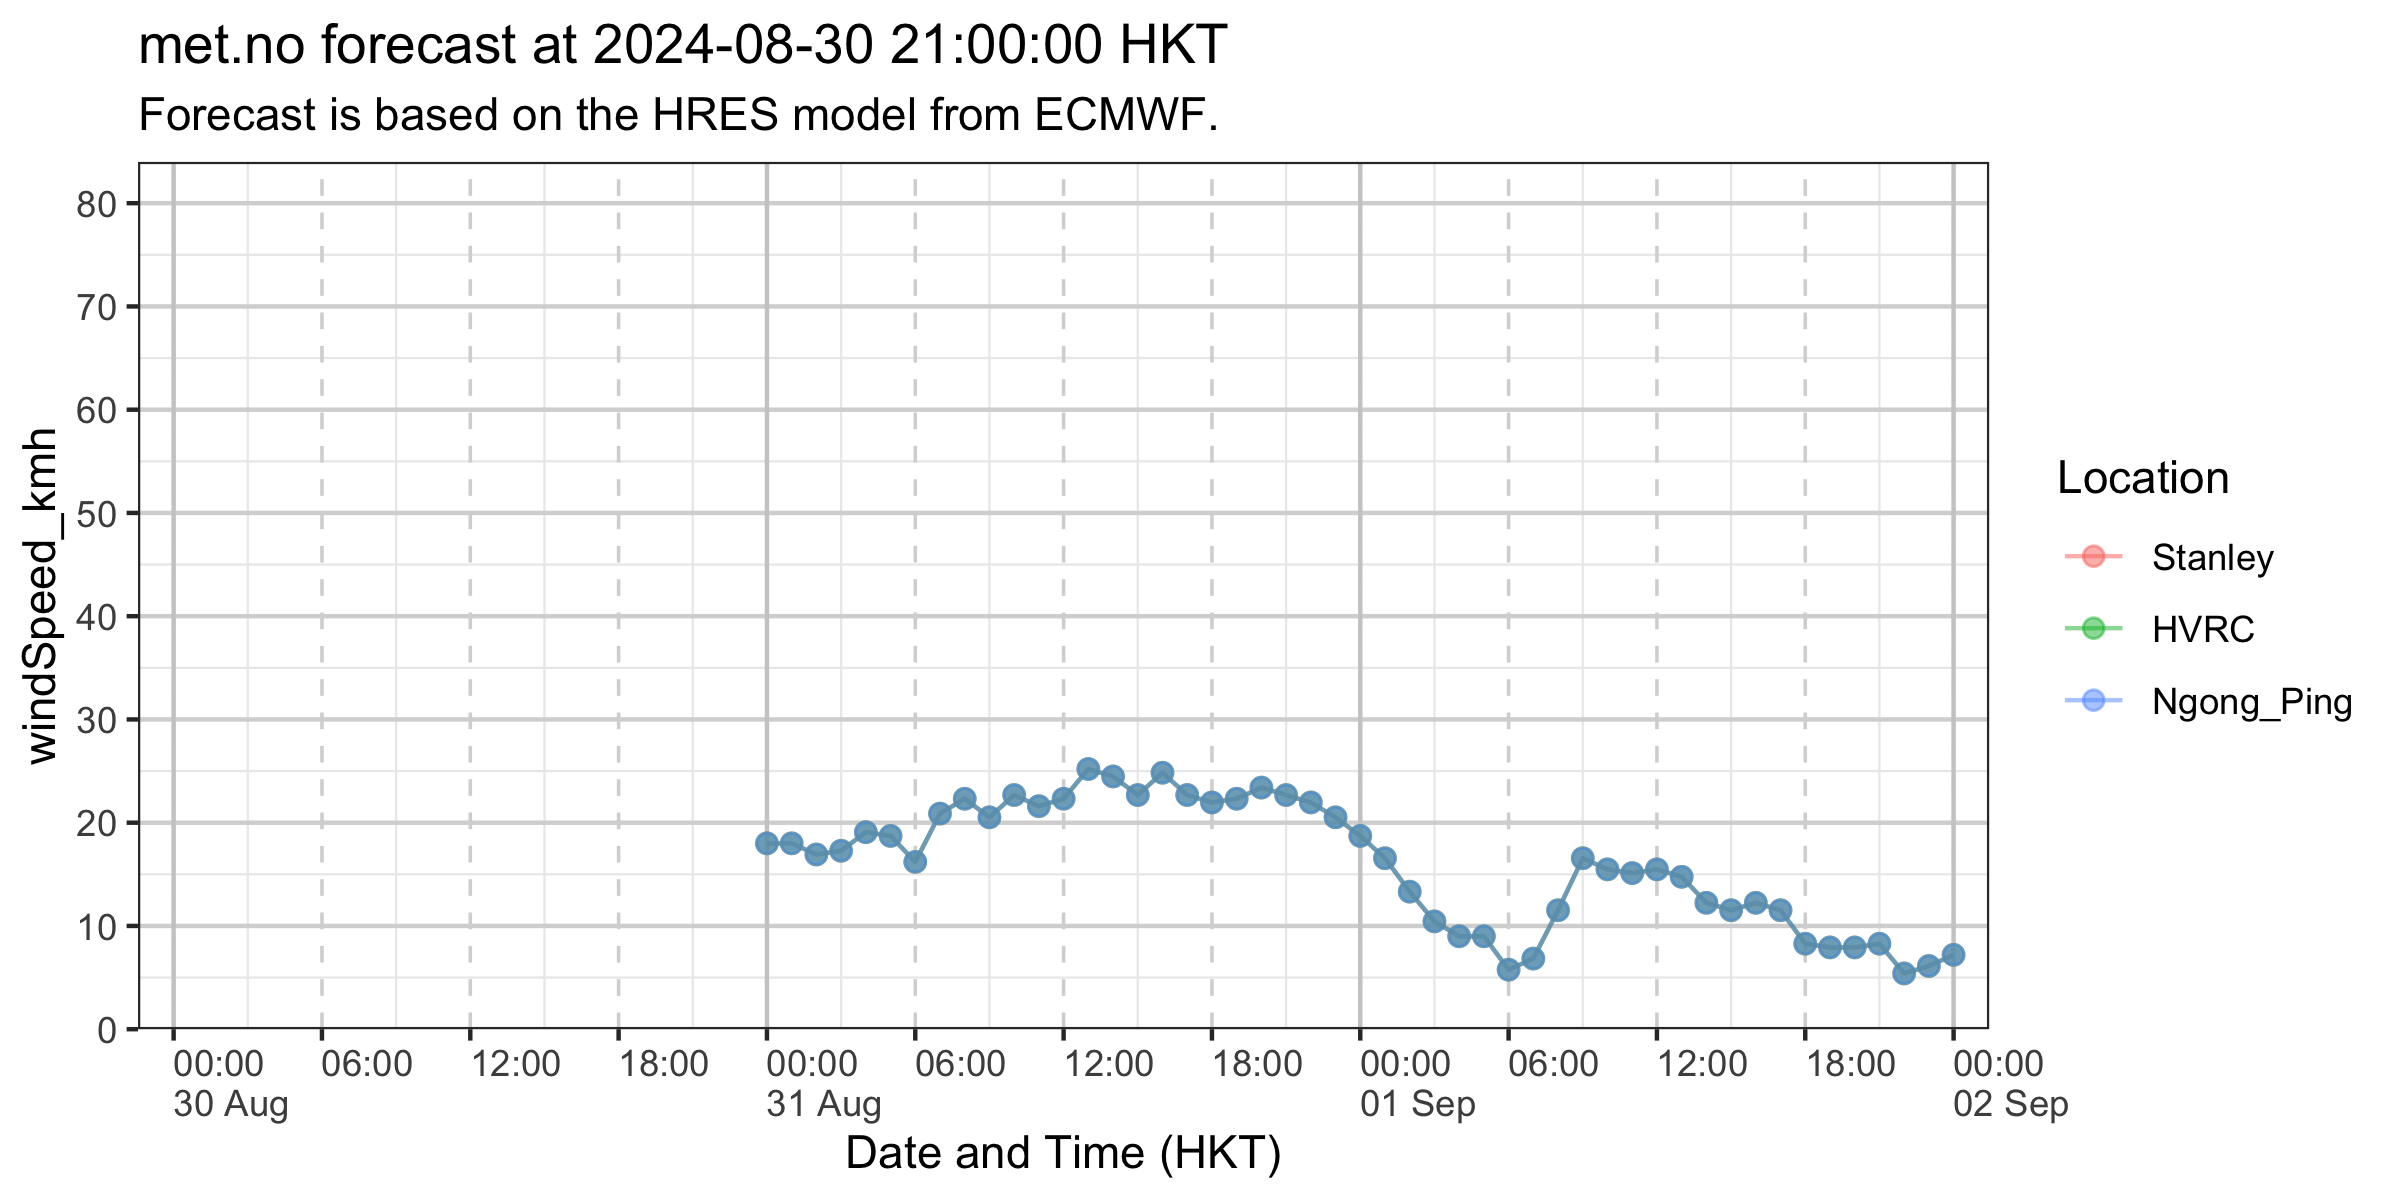 met.no forecast at 2024-08-30 21:00:00 HKT
Forecast is based on the HRES model from ECMWF.
windSpeed_kmh
80
70
60
50
40
30
20
10
0
00:00 06:00 12:00 18:00 00:00 06:00 12:00 18:00 00:00 06:00 12:00 18:00 00:00
30 Aug 31 Aug 01 Sep 02 Sep
Date and Time (HKT)
Location
Stanley
HVRC
Ngong_Ping